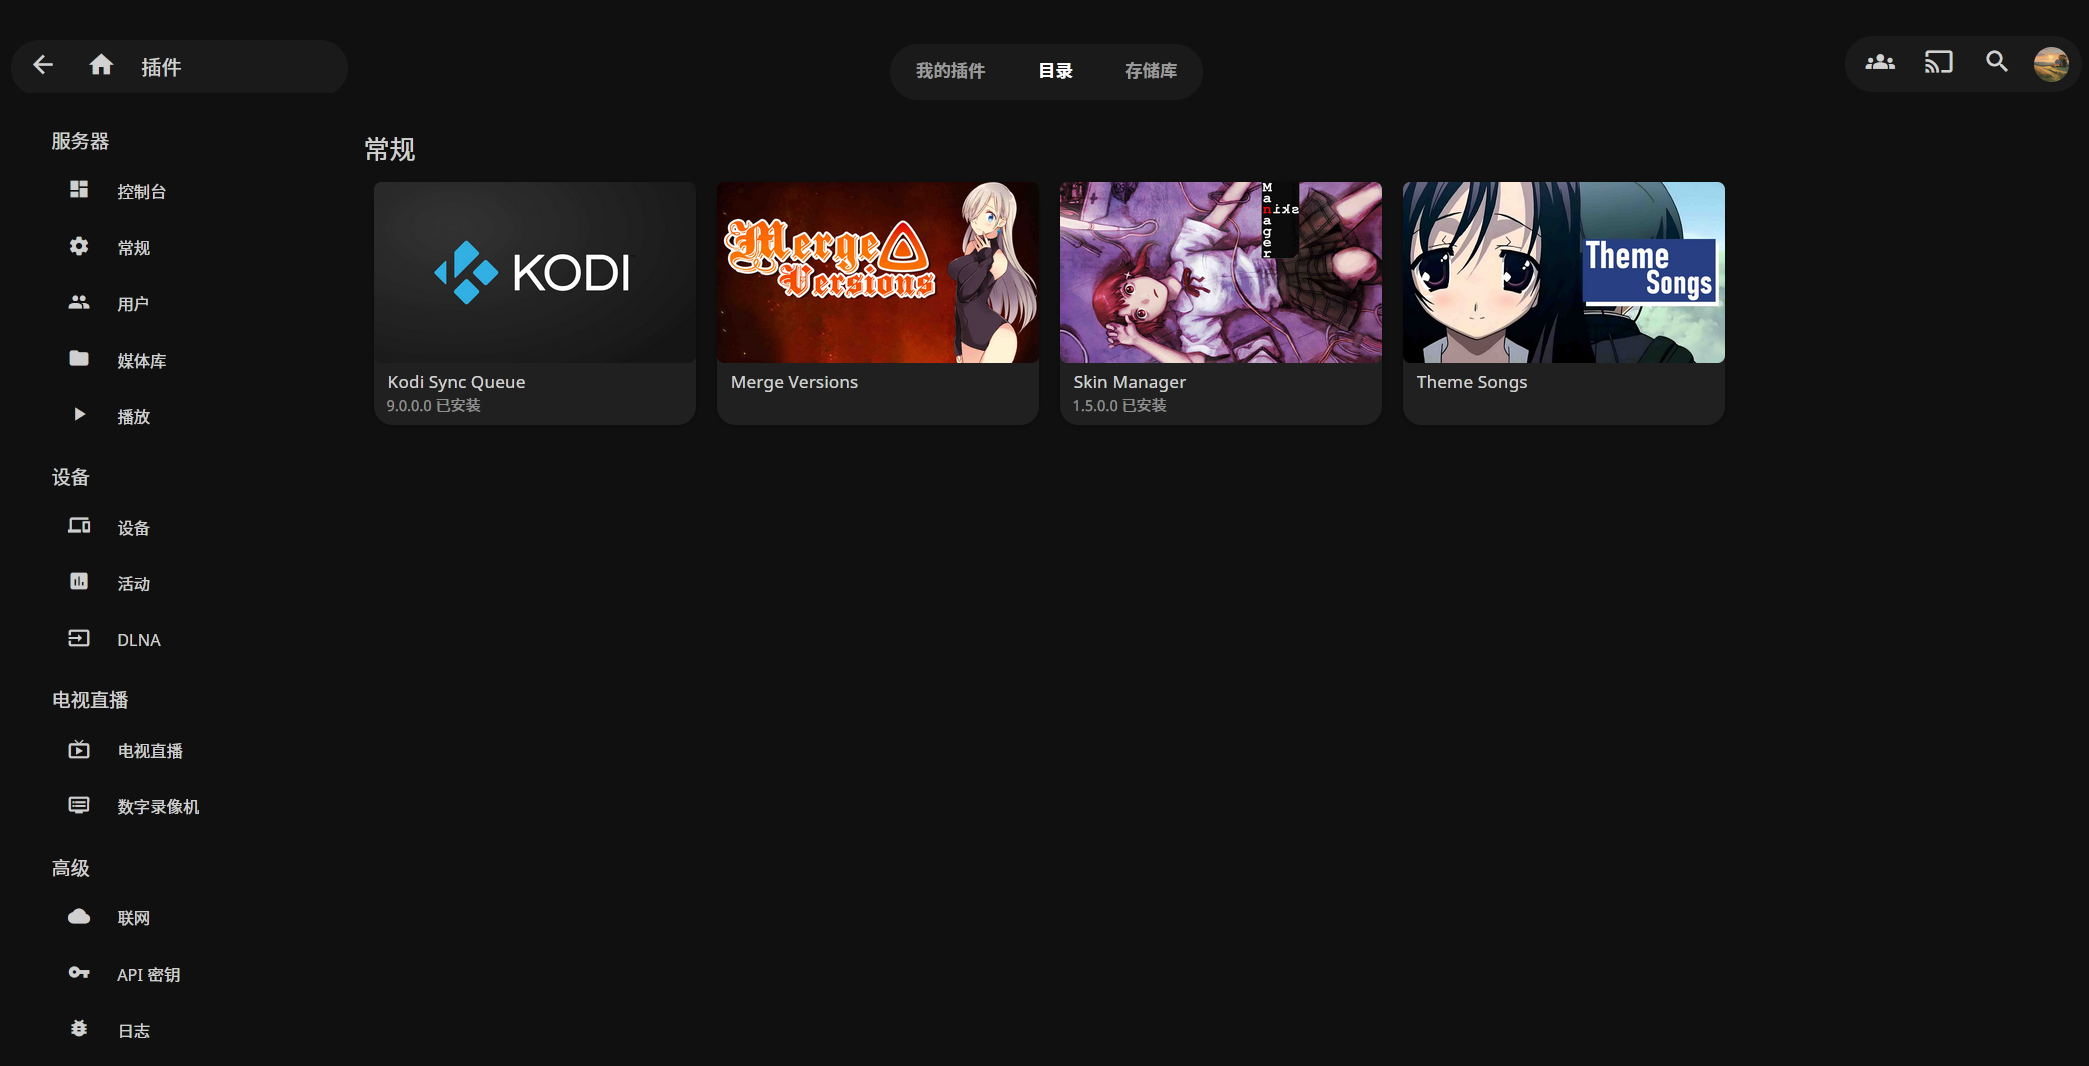 插件
我的插件 目录 存储库
服务器
控制台
常规
用户
媒体库
播放
设备
设备
活动
DLNA
电视直播
电视直播
数字录像机
高级
联网
API 密钥
日志
常规
KODI
Kodi Sync Queue
9.0.0.0 已安装
Merge
Versions
Merge Versions
Manager
Skin
Skin Manager
1.5.0.0 已安装
Theme
Songs
Theme Songs